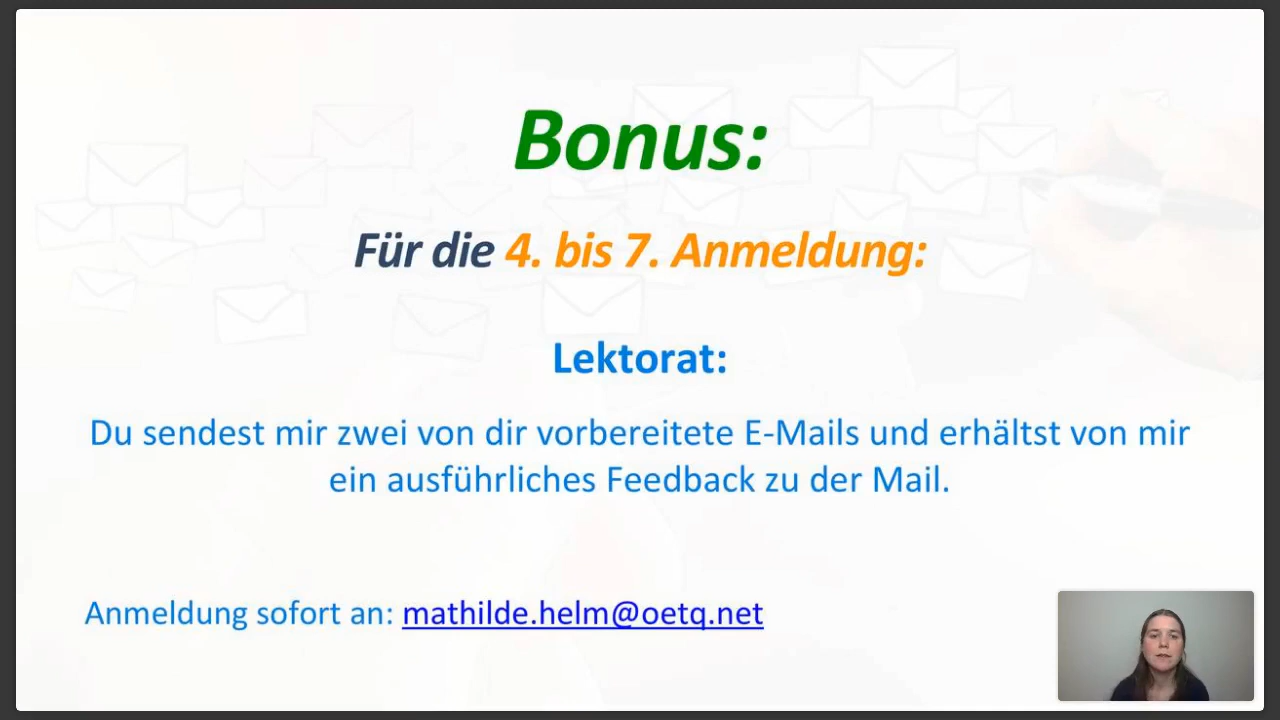 Bonus:
Für die 4. bis 7. Anmeldung:
Lektorat:
Du sendest mir zwei von dir vorbereitete E-Mails und erhältst von mir
ein ausführliches Feedback zu der Mail.
Anmeldung sofort an: mathilde.helm@oetq.net